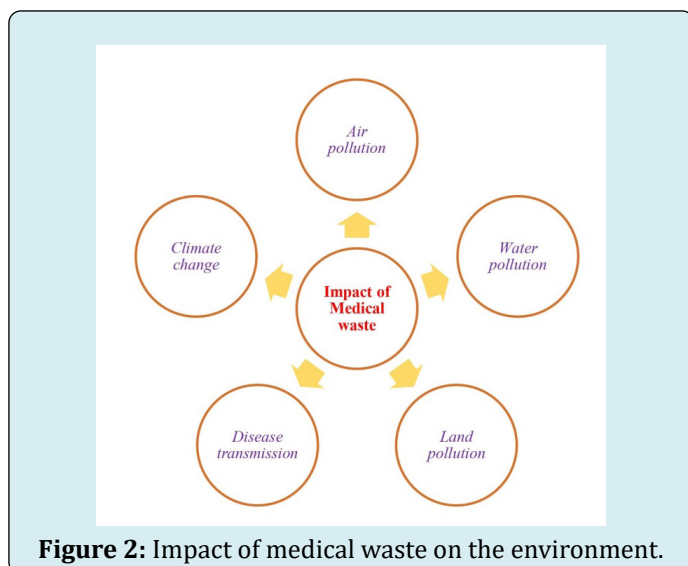 Air
pollution
Climate
change
Water
pollution
Impact of
Medical
waste
Disease
transmission
Land
pollution
Figure 2: Impact of medical waste on the environment.